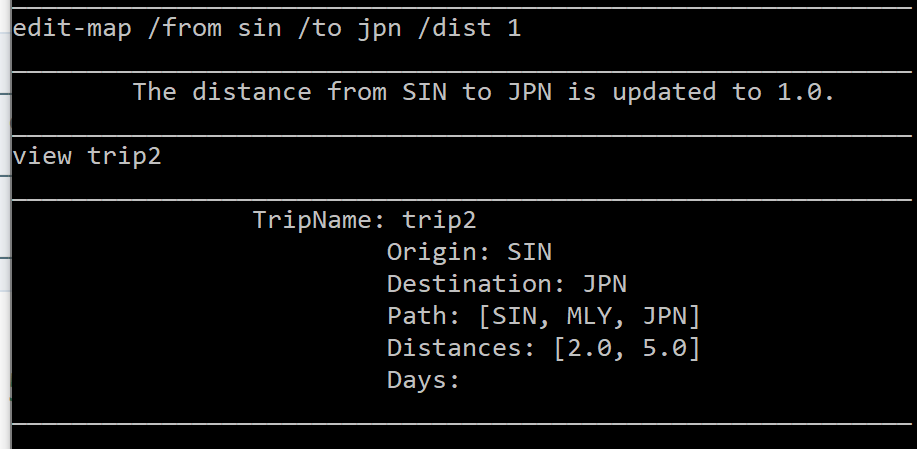 edit-map /from sin /to jpn /dist 1
The distance from SIN to JPN is updated to 1.0.
view trip2
TripName: trip2
Origin: SIN
Destination: JPN
Path: [SIN, MLY, JPN]
Distances: [2.0, 5.0]
Days: